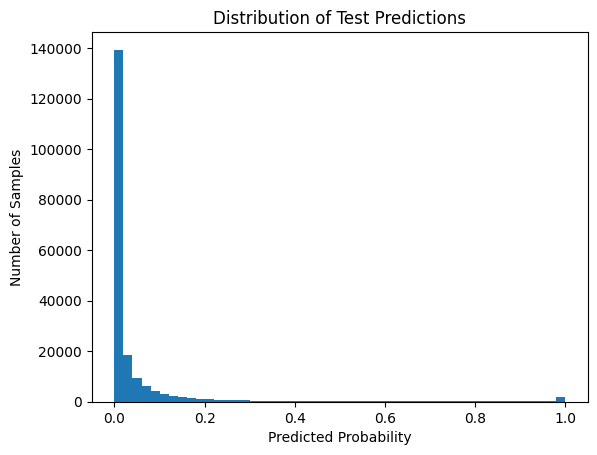 Distribution of Test Predictions
Number of Samples
140000
120000
100000
80000
60000
40000
20000
0
0.0 0.2 0.4 0.6 0.8 1.0
Predicted Probability